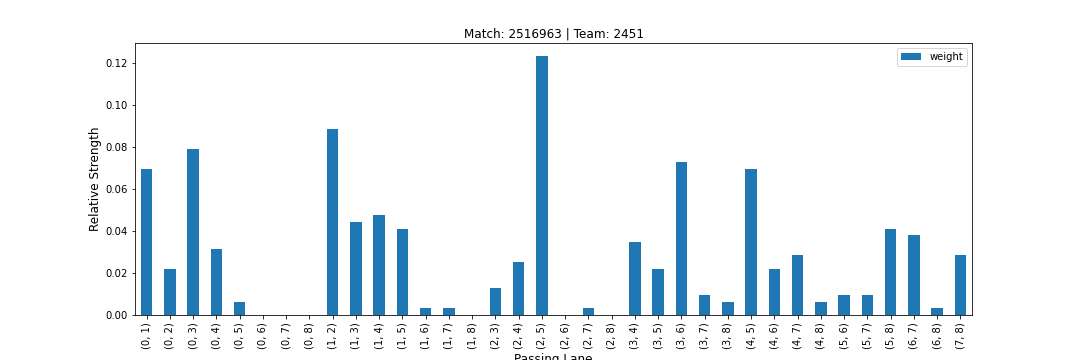 Match: 2516963 | Team: 2451
weight
Relative Strength
0.12
0.10
0.08
0.06
0.04
0.02
0.00
(0, 1) (0, 2) (0, 3) (0, 4) (0, 5) (0, 6) (0, 7) (0, 8) (1, 2) (1, 3) (1, 4) (1, 5) (1, 6) (1, 7) (1, 8) (2, 3) (2, 4) (2, 5) (2, 6) (2, 7) (2, 8) (3, 4) (3, 5) (3, 6) (3, 7) (3, 8) (4, 5) (4, 6) (4, 7) (4, 8) (5, 6) (5, 7) (5, 8) (6, 7) (6, 8) (7, 8)
Passing Lane